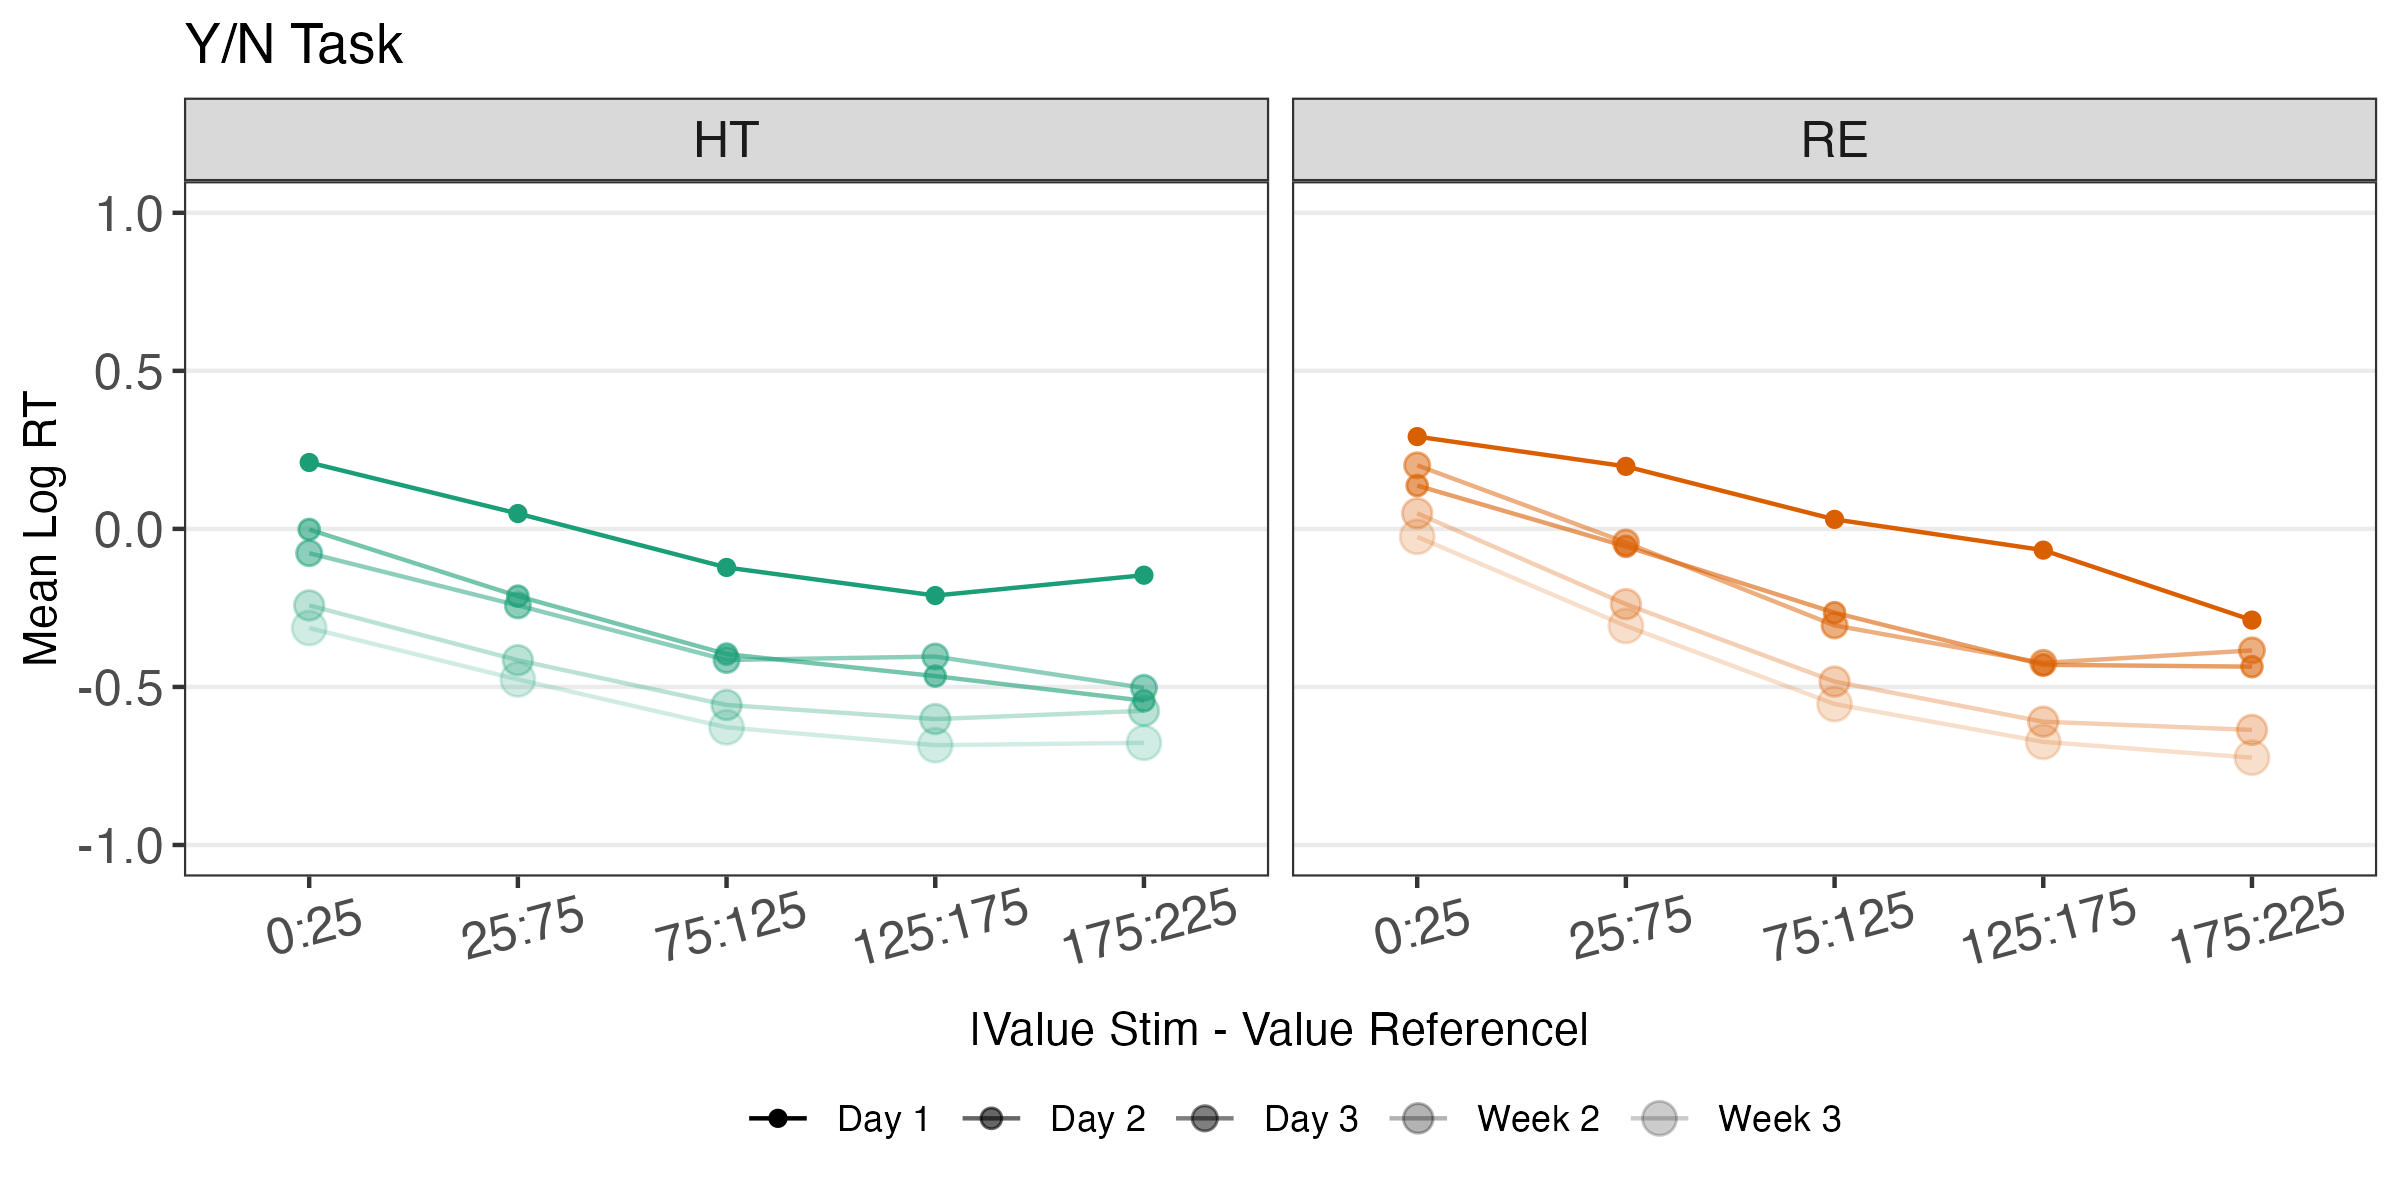 Y/N Task
HT
RE
Mean Log RT
1.0
0.5
0.0
-0.5
-1.0
0:25
25:75
75:125
125:175
175:225
0:25
25:75
75:125
125:175
175:225
|Value Stim - Value Reference|
Day 1
Day 2
Day 3
Week 2
Week 3